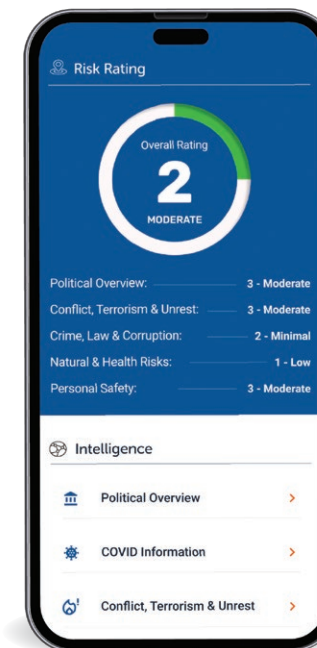 Risk Rating
Overall Rating
2
MODERATE
Political Overview: 3 - Moderate
Conflict, Terrorism & Unrest: 3 - Moderate
Crime, Law & Corruption: 2 - Minimal
Natural & Health Risks: 1 - Low
Personal Safety: 3 - Moderate
Intelligence
Political Overview
COVID Information
Conflict, Terrorism & Unrest